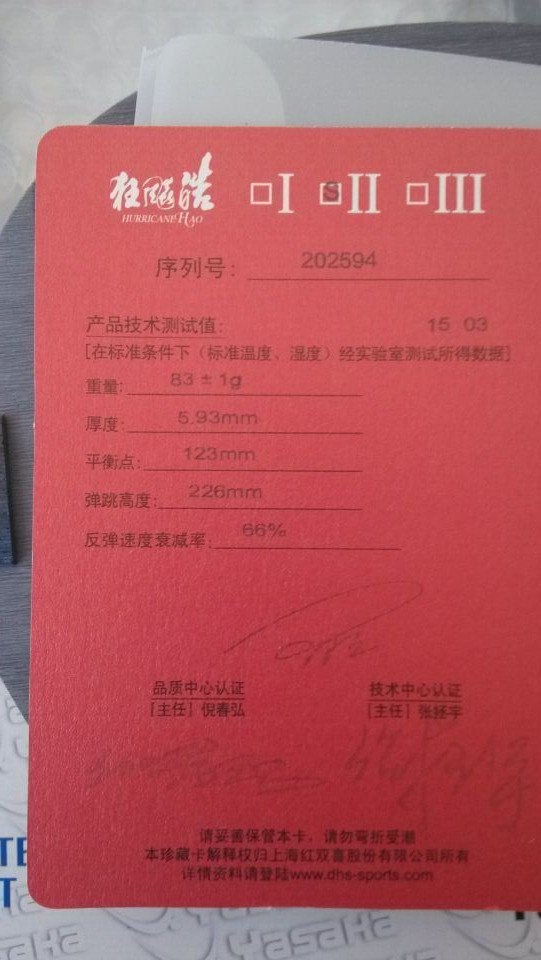 狂飚皓
HURRICANE HAO
□I S□II □III
序列号: 202594
产品技术测试值: 15 03
[在标准条件下（标准温度、湿度）经实验室测试所得数据]
重量: 83 ± 1g
厚度: 5.93mm
平衡点: 123mm
弹跳高度: 226mm
反弹速度衰减率: 66%
品质中心认证 技术中心认证
[主任] 倪春弘 [主任] 张拯宇
请妥善保管本卡，请勿弯折受潮
本珍藏卡解释权归上海红双喜股份有限公司所有
详情资料请登陆www.dhs-sports.com
TE
T
Yasaka
Yasaka